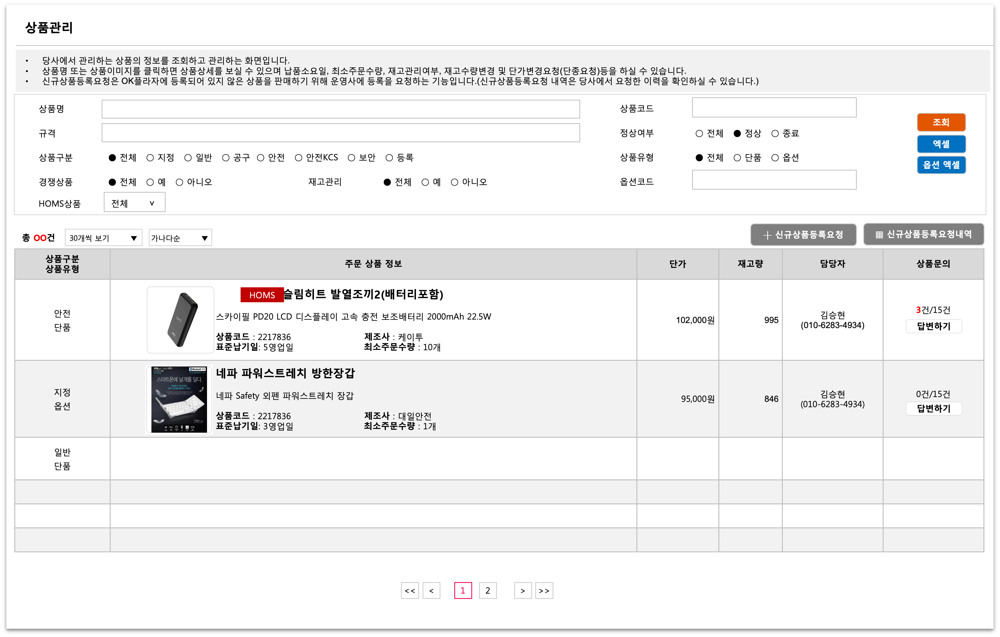 상품관리
• 당사에서 관리하는 상품의 정보를 조회하고 관리하는 화면입니다.
• 상품명 또는 상품이미지를 클릭하면 상품상세를 보실 수 있으며 납품소요일, 최소주문수량, 재고관리여부, 재고수량변경 및 단가변경요청(단종요청)등을 하실 수 있습니다.
• 신규상품등록요청은 OK플라자에 등록되어 있지 않은 상품을 판매하기 위해 운영사에 등록을 요청하는 기능입니다.(신규상품등록요청 내역은 당사에서 요청한 이력을 확인하실 수 있습니다.)
상품명 상품코드
조회
규격 정상여부 ○ 전체 ● 정상 ○ 종료
엑셀
상품구분 ● 전체 ○ 지정 ○ 일반 ○ 공구 ○ 안전 ○ 안전KCS ○ 보안 ○ 등록 상품유형 ● 전체 ○ 단품 ○ 옵션
옵션 엑셀
경쟁상품 ● 전체 ○ 예 ○ 아니오 재고관리 ● 전체 ○ 예 ○ 아니오 옵션코드
HOMS상품 전체 v
총 OO건 30개씩 보기 ▼ 가나다순 ▼ + 신규상품등록요청 ▦ 신규상품등록요청내역
상품구분
상품유형 주문 상품 정보 단가 재고량 담당자 상품문의
안전
단품
HOMS 슬림히트 발열조끼2(배터리포함)
스카이필 PD20 LCD 디스플레이 고속 충전 보조배터리 2000mAh 22.5W
상품코드 : 2217836 제조사 : 케이투
표준납기일: 5영업일 최소주문수량 : 10개
102,000원
995
김승현
(010-6283-4934)
3건/15건
답변하기
지정
옵션
Bluetooth 3.0
스마트폰에 날개를 달다.
네파 파워스트레치 방한장갑
네파 Safety 외펜 파워스트레치 장갑
상품코드 : 2217836 제조사 : 대일안전
표준납기일: 3영업일 최소주문수량 : 1개
95,000원
846
김승현
(010-6283-4934)
0건/15건
답변하기
일반
단품
<< < 1 2 > >>